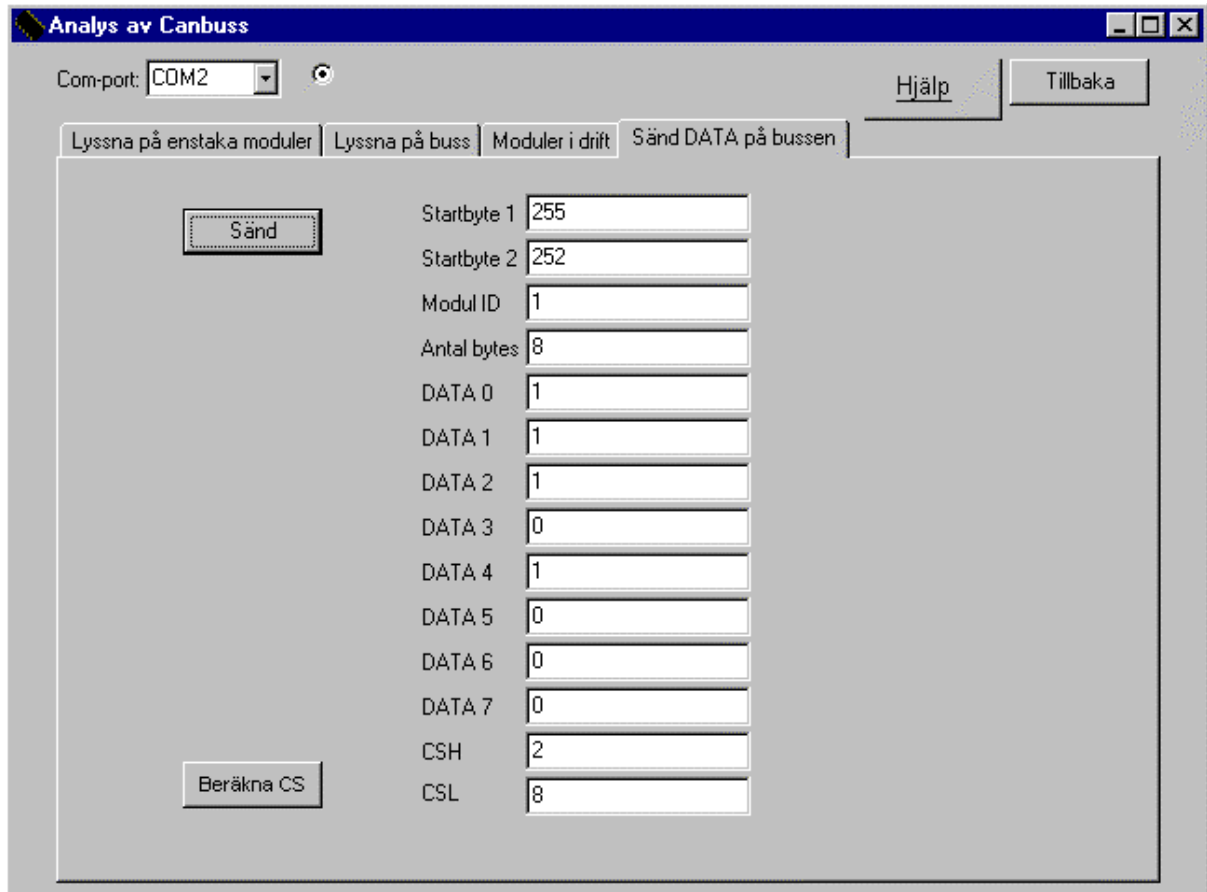 Analys av Canbuss
Com-port: COM2
Hjälp
Tillbaka
Lyssna på enstaka moduler Lyssna på buss Moduler i drift Sänd DATA på bussen
Sänd
Startbyte 1 255
Startbyte 2 252
Modul ID 1
Antal bytes 8
DATA 0 1
DATA 1 1
DATA 2 1
DATA 3 0
DATA 4 1
DATA 5 0
DATA 6 0
DATA 7 0
CSH 2
Beräkna CS
CSL 8